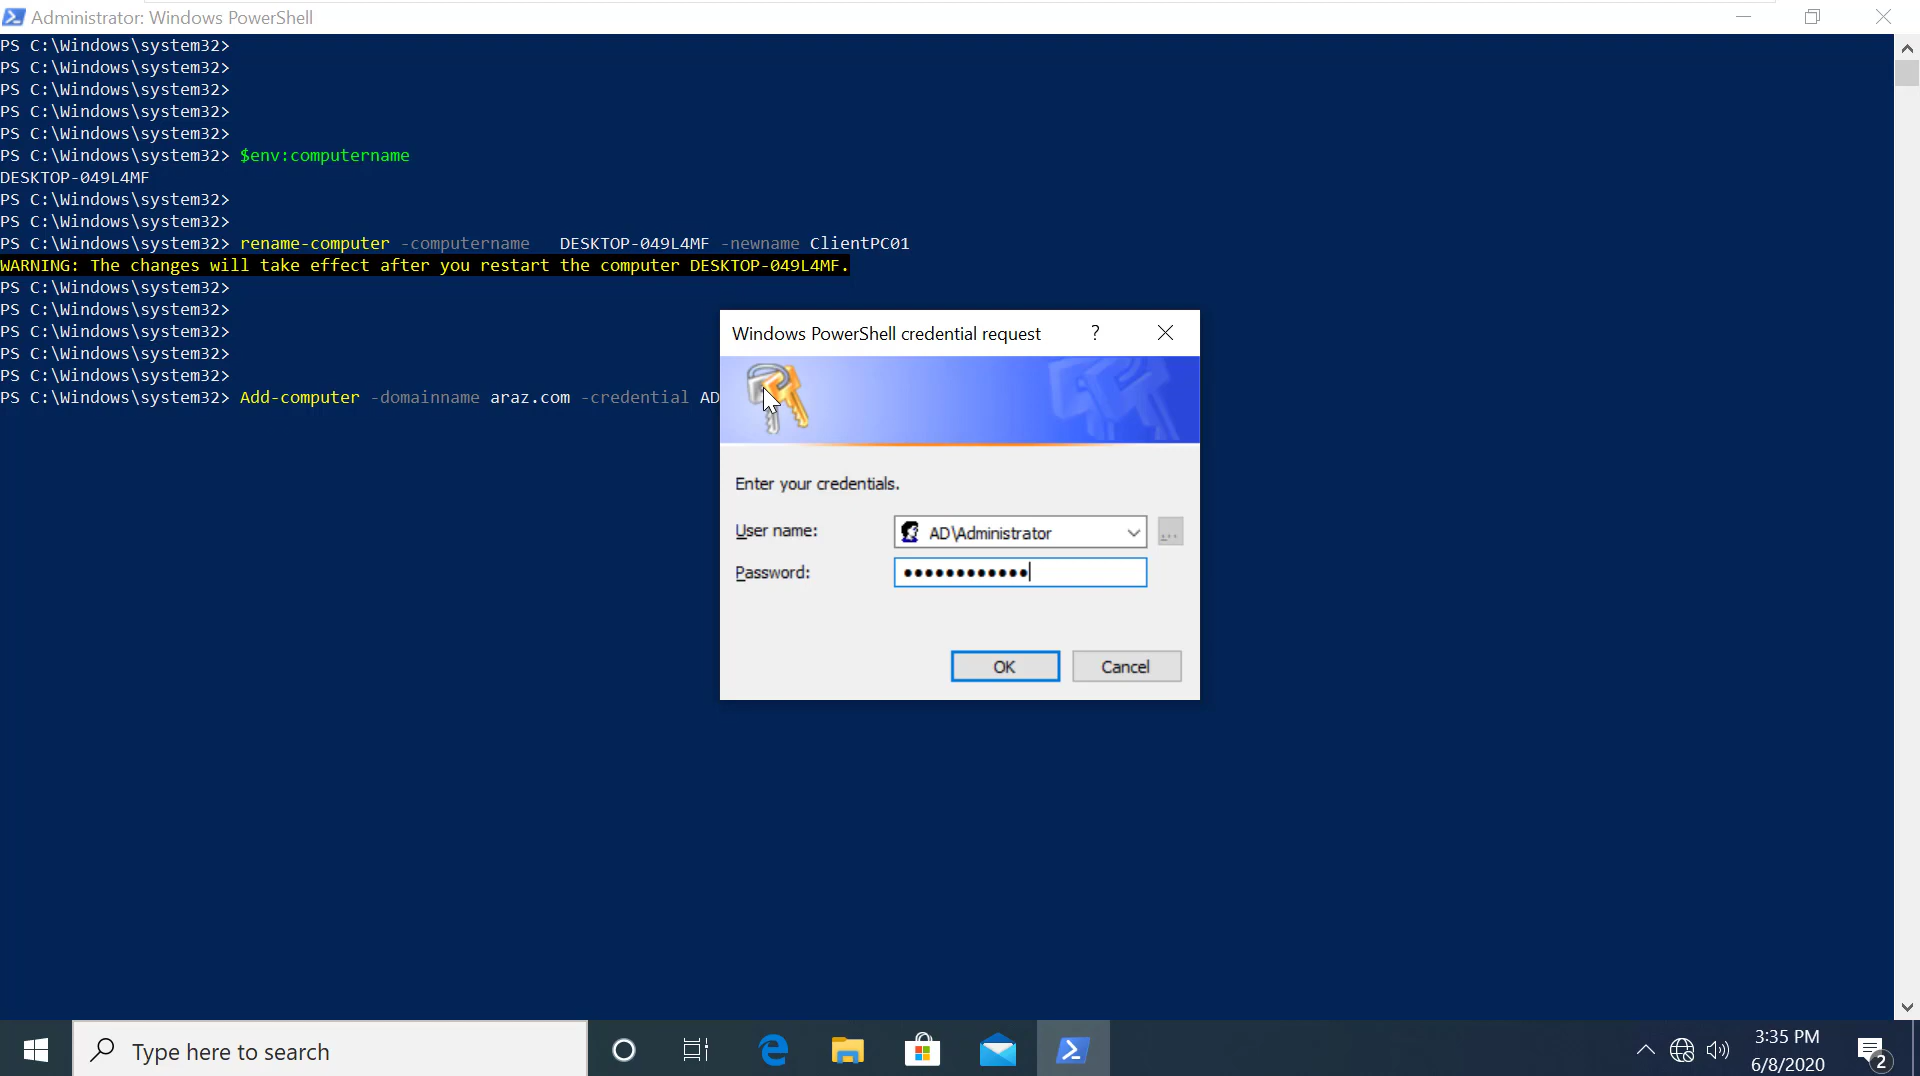 Administrator: Windows PowerShell
PS C:\Windows\system32>
PS C:\Windows\system32>
PS C:\Windows\system32>
PS C:\Windows\system32>
PS C:\Windows\system32>
PS C:\Windows\system32> $env:computername
DESKTOP-049L4MF
PS C:\Windows\system32>
PS C:\Windows\system32>
PS C:\Windows\system32> rename-computer -computername   DESKTOP-049L4MF -newname ClientPC01
WARNING: The changes will take effect after you restart the computer DESKTOP-049L4MF.
PS C:\Windows\system32>
PS C:\Windows\system32>
PS C:\Windows\system32>
PS C:\Windows\system32>
PS C:\Windows\system32>
PS C:\Windows\system32> Add-computer -domainname araz.com -credential AD
Windows PowerShell credential request
?
Enter your credentials.
User name: AD\Administrator
...
Password: ••••••••••••
OK Cancel
Type here to search
3:35 PM
6/8/2020
2